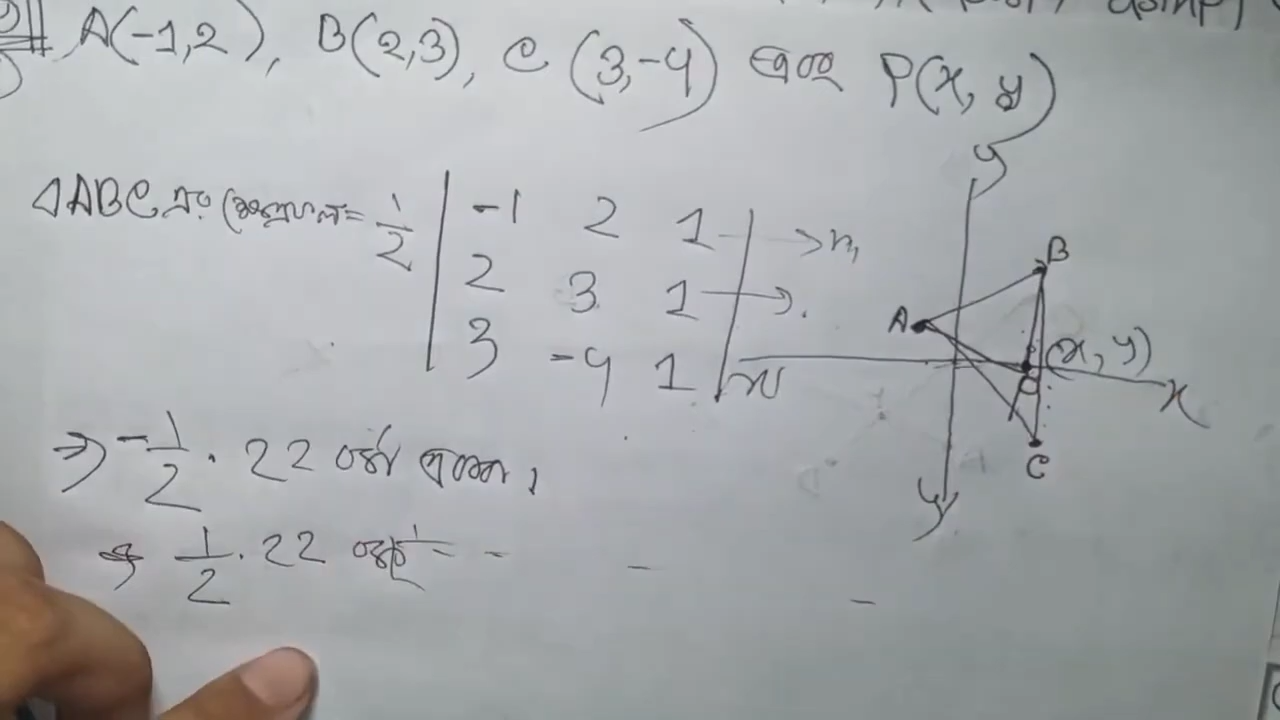 A(-1,2), B(2,3), C (3,-4) এবং P(x, y)
△ABC এর ক্ষেত্রফল= 1/2 | -1 2 1 |
2 3 1
3 -4 1
⇒ -1/2 . 22 বর্গ একক।
1/2 . 22 বর্গ
y
B
A
(x, y)
x
C
y